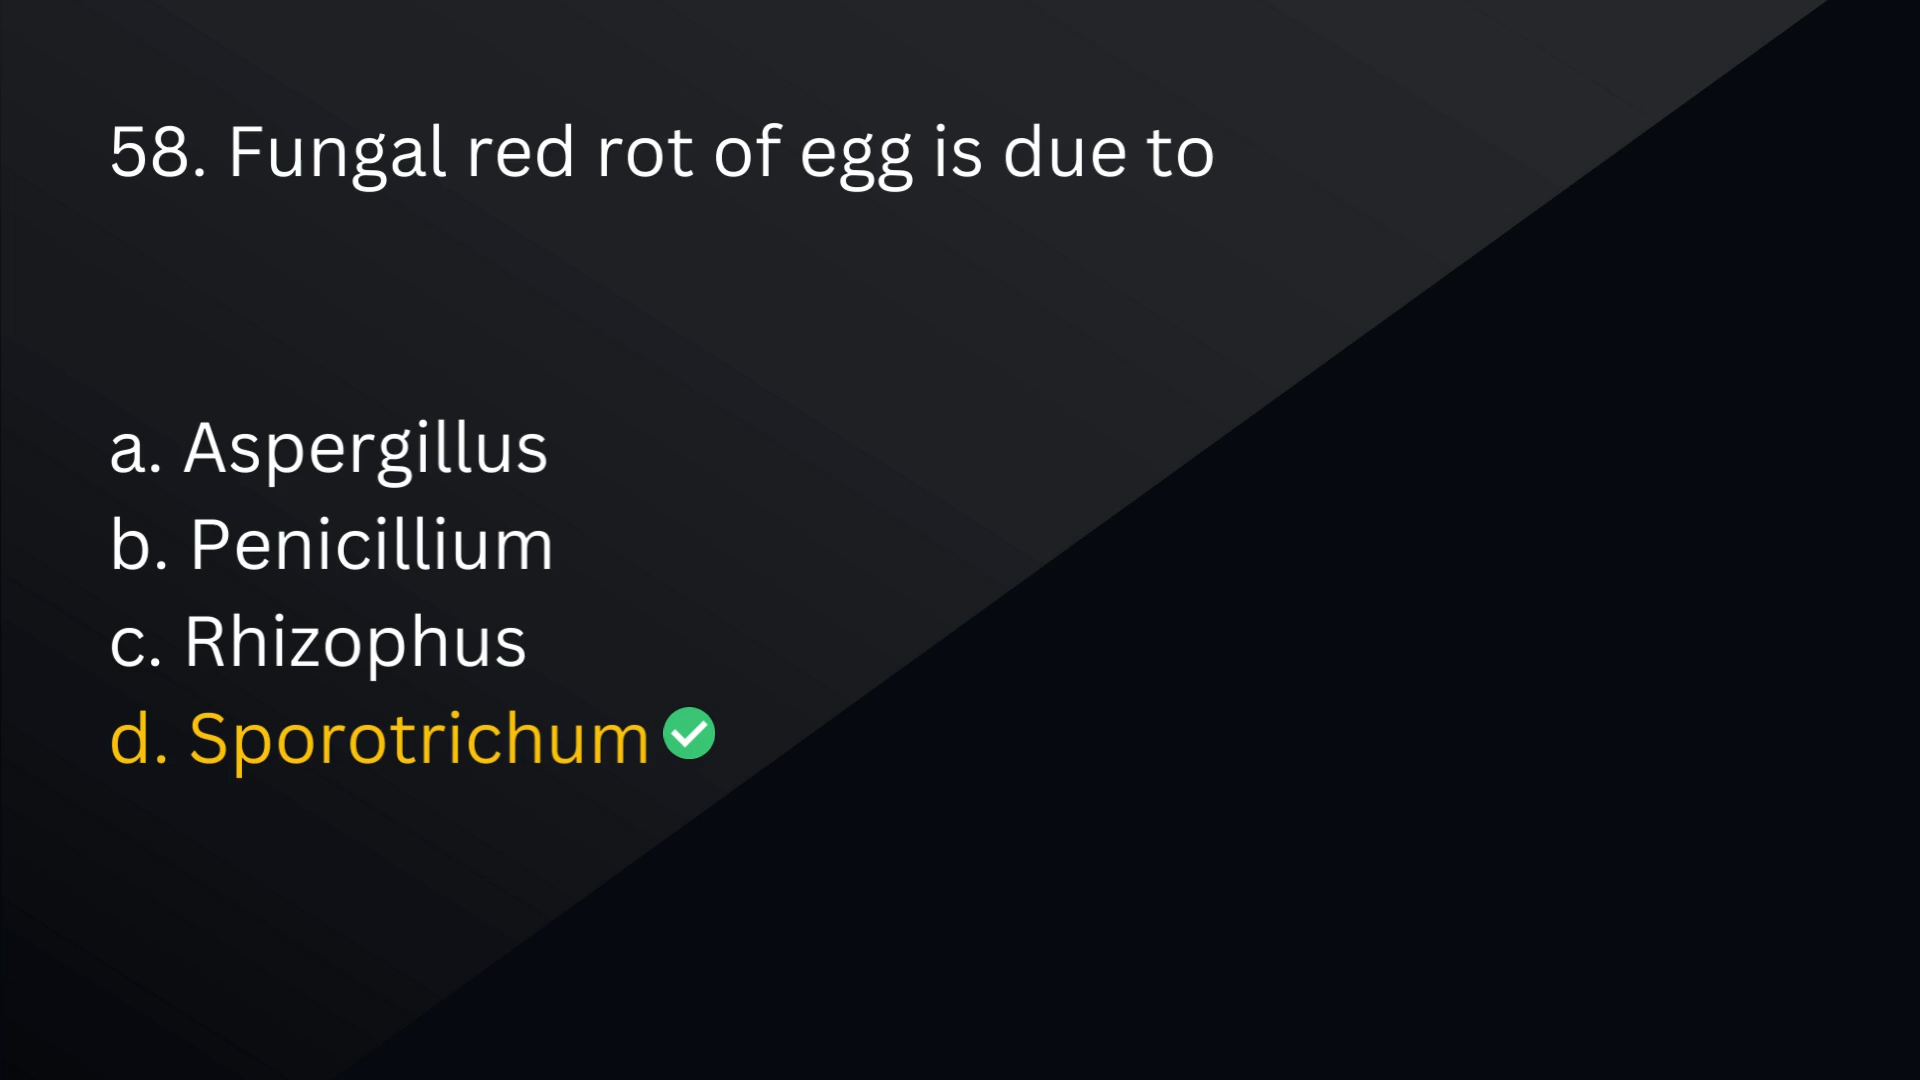 58. Fungal red rot of egg is due to
a. Aspergillus
b. Penicillium
c. Rhizophus
d. Sporotrichum